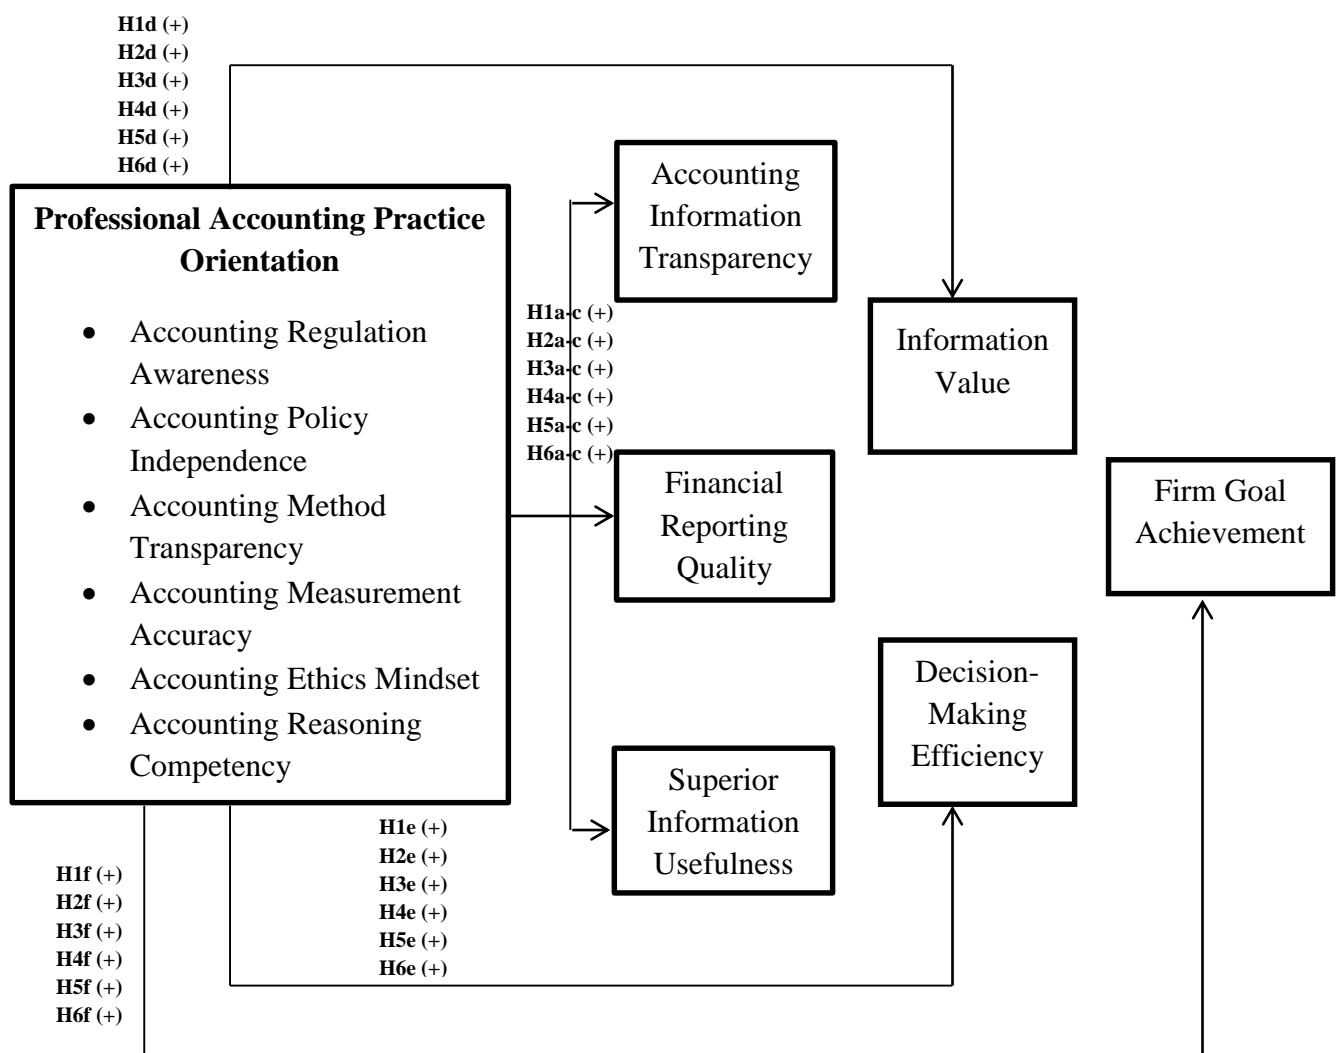 H1d (+)
H2d (+)
H3d (+)
H4d (+)
H5d (+)
H6d (+)
Professional Accounting Practice
Orientation
• Accounting Regulation
Awareness
• Accounting Policy
Independence
• Accounting Method
Transparency
• Accounting Measurement
Accuracy
• Accounting Ethics Mindset
• Accounting Reasoning
Competency
H1a-c (+)
H2a-c (+)
H3a-c (+)
H4a-c (+)
H5a-c (+)
H6a-c (+)
Accounting
Information
Transparency
Financial
Reporting
Quality
Superior
Information
Usefulness
Information
Value
Decision-
Making
Efficiency
Firm Goal
Achievement
H1e (+)
H2e (+)
H3e (+)
H4e (+)
H5e (+)
H6e (+)
H1f (+)
H2f (+)
H3f (+)
H4f (+)
H5f (+)
H6f (+)